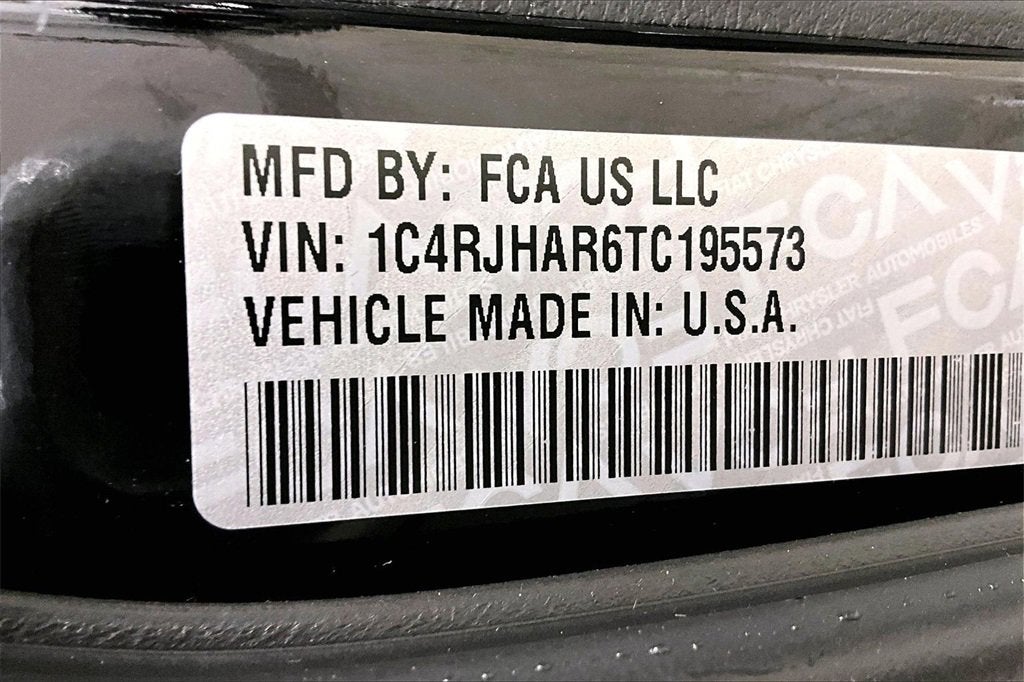 MFD BY: FCA US LLC
VIN: 1C4RJHAR6TC195573
VEHICLE MADE IN: U.S.A.